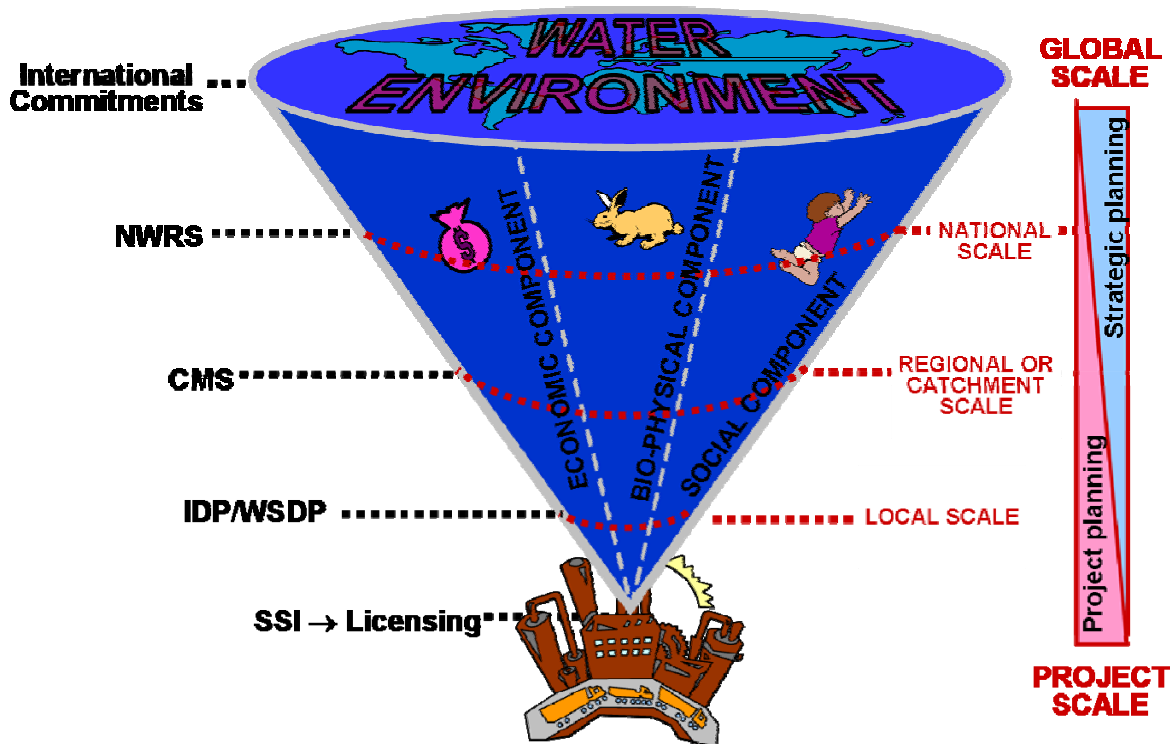 WATER
ENVIRONMENT
International
Commitments
GLOBAL
SCALE
NWRS
NATIONAL
SCALE
CMS
REGIONAL OR
CATCHMENT
SCALE
IDP/WSDP
LOCAL SCALE
SSI → Licensing
PROJECT
SCALE
$
ECONOMIC COMPONENT
BIO-PHYSICAL COMPONENT
SOCIAL COMPONENT
Strategic planning
Project planning